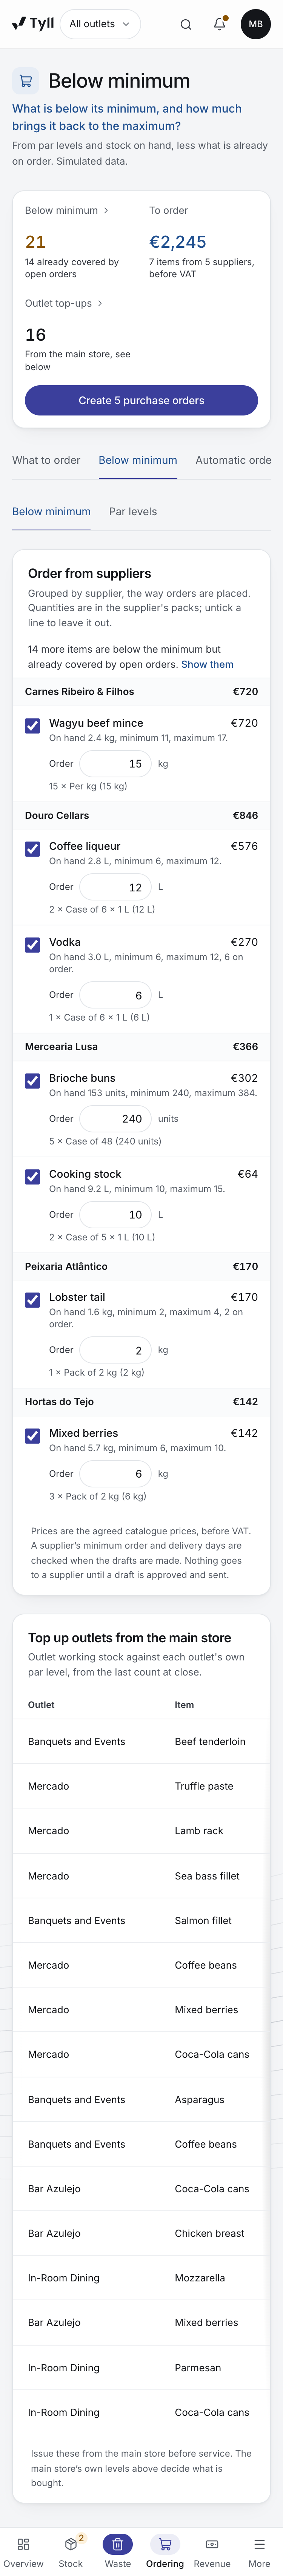 Tyll
All outlets
MB
Below minimum
What is below its minimum, and how much
brings it back to the maximum?
From par levels and stock on hand, less what is already
on order. Simulated data.
Below minimum
21
14 already covered by
open orders
To order
€2,245
7 items from 5 suppliers,
before VAT
Outlet top-ups
16
From the main store, see
below
Create 5 purchase orders
What to order Below minimum Automatic orde
Below minimum Par levels
Order from suppliers
Grouped by supplier, the way orders are placed.
Quantities are in the supplier's packs; untick a
line to leave it out.
14 more items are below the minimum but
already covered by open orders. Show them
Carnes Ribeiro & Filhos €720
Wagyu beef mince €720
On hand 2.4 kg, minimum 11, maximum 17.
Order 15 kg
15 × Per kg (15 kg)
Douro Cellars €846
Coffee liqueur €576
On hand 2.8 L, minimum 6, maximum 12.
Order 12 L
2 × Case of 6 × 1 L (12 L)
Vodka €270
On hand 3.0 L, minimum 6, maximum 12, 6 on
order.
Order 6 L
1 × Case of 6 × 1 L (6 L)
Mercearia Lusa €366
Brioche buns €302
On hand 153 units, minimum 240, maximum 384.
Order 240 units
5 × Case of 48 (240 units)
Cooking stock €64
On hand 9.2 L, minimum 10, maximum 15.
Order 10 L
2 × Case of 5 × 1 L (10 L)
Peixaria Atlântico €170
Lobster tail €170
On hand 1.6 kg, minimum 2, maximum 4, 2 on
order.
Order 2 kg
1 × Pack of 2 kg (2 kg)
Hortas do Tejo €142
Mixed berries €142
On hand 5.7 kg, minimum 6, maximum 10.
Order 6 kg
3 × Pack of 2 kg (6 kg)
Prices are the agreed catalogue prices, before VAT.
A supplier's minimum order and delivery days are
checked when the drafts are made. Nothing goes
to a supplier until a draft is approved and sent.
Top up outlets from the main store
Outlet working stock against each outlet's own
par level, from the last count at close.
Outlet Item
Banquets and Events Beef tenderloin
Mercado Truffle paste
Mercado Lamb rack
Mercado Sea bass fillet
Banquets and Events Salmon fillet
Mercado Coffee beans
Mercado Mixed berries
Mercado Coca-Cola cans
Banquets and Events Asparagus
Banquets and Events Coffee beans
Bar Azulejo Coca-Cola cans
Bar Azulejo Chicken breast
In-Room Dining Mozzarella
Bar Azulejo Mixed berries
In-Room Dining Parmesan
In-Room Dining Coca-Cola cans
Issue these from the main store before service. The
main store's own levels above decide what is
bought.
2
Overview Stock Waste Ordering Revenue More